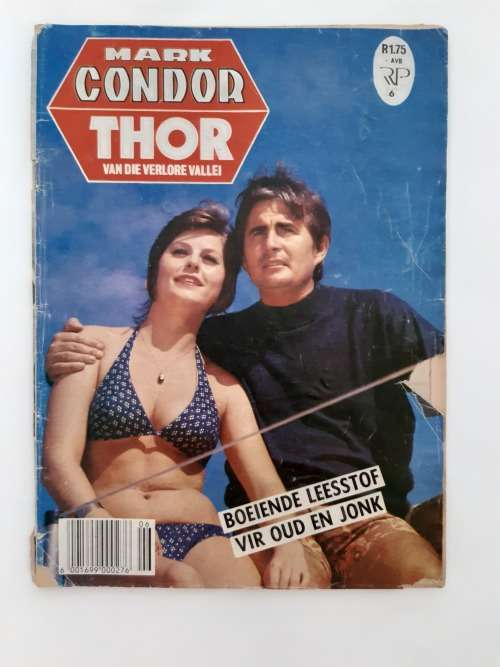 MARK
CONDOR
THOR
VAN DIE VERLORE VALLEI
R1.75
- AVB
RP
6
BOEIENDE LEESSTOF
VIR OUD EN JONK
06
6 001699 000276